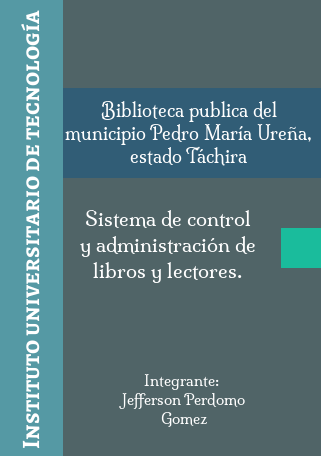 INSTITUTO UNIVERSITARIO DE TECNOLOGÍA
Biblioteca publica del
municipio Pedro María Ureña,
estado Táchira
Sistema de control
y administración de
libros y lectores.
Integrante:
Jefferson Perdomo
Gomez